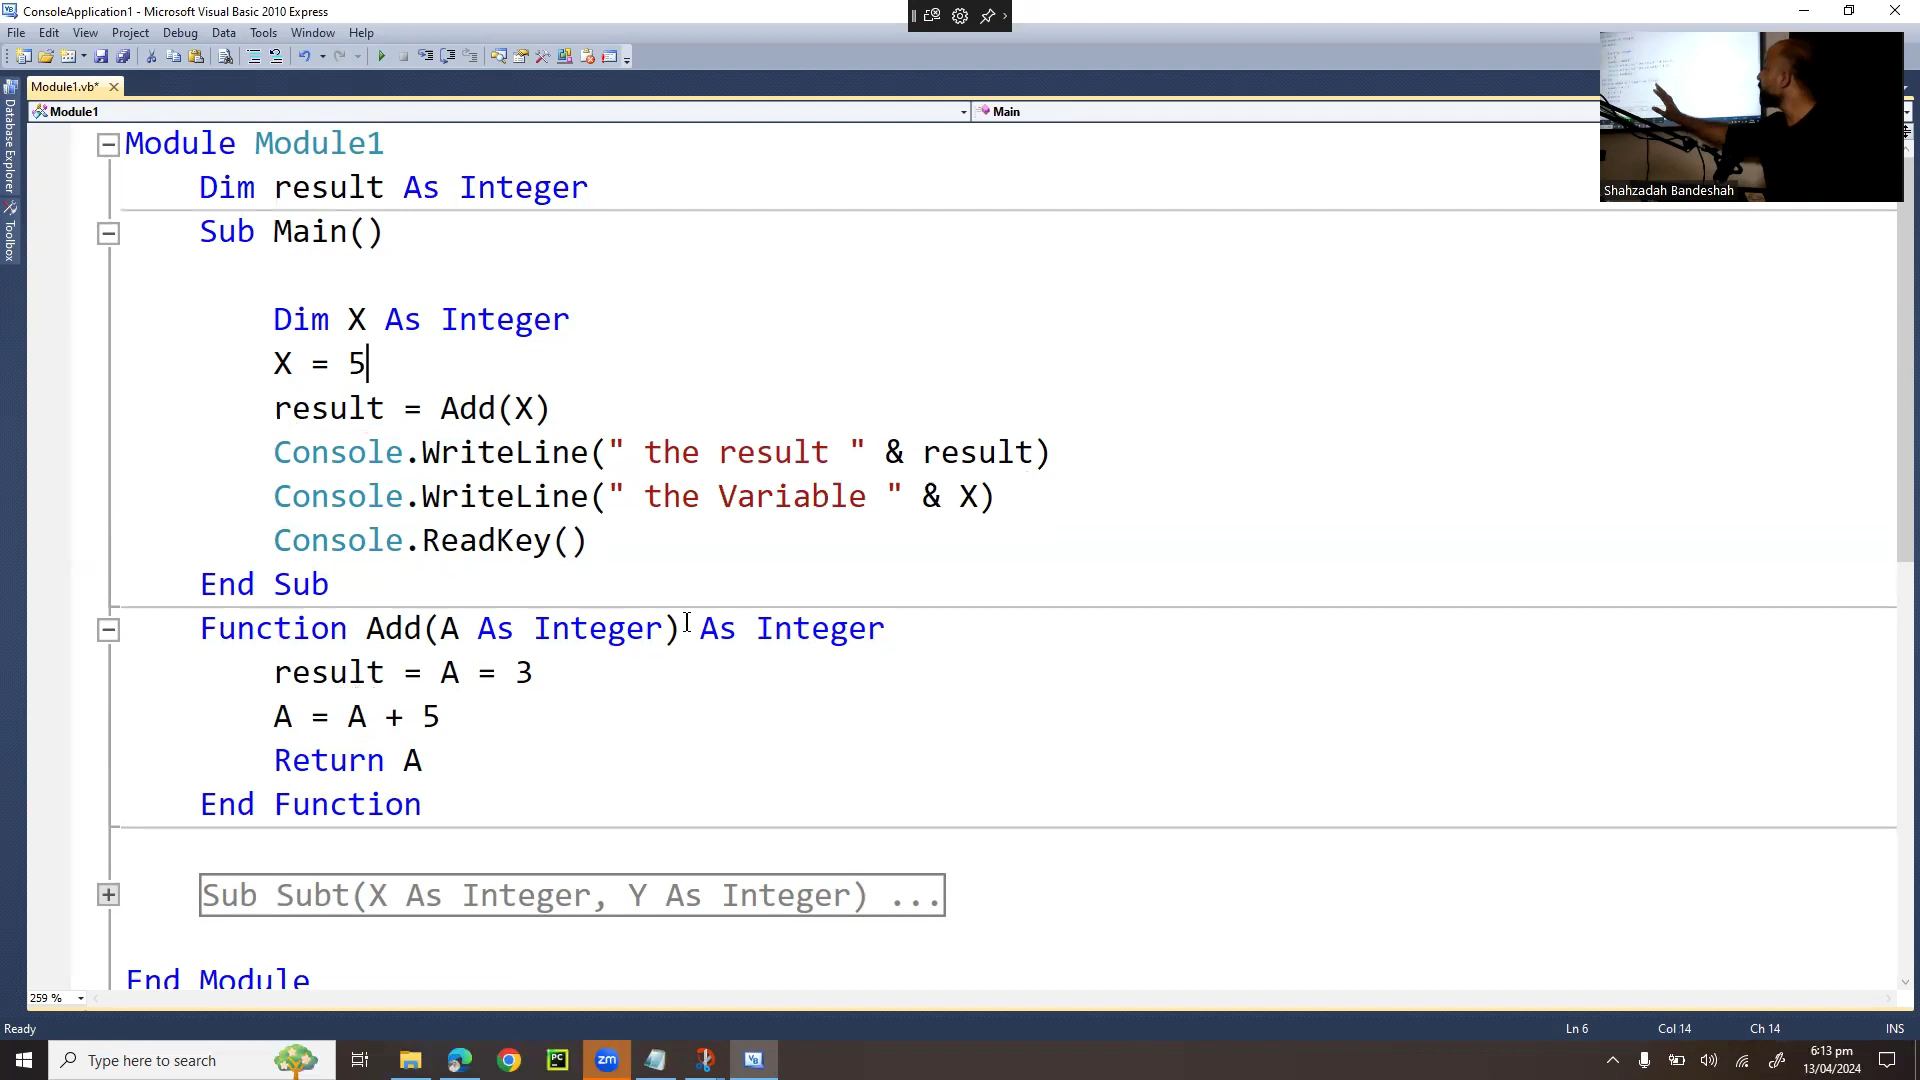 ConsoleApplication1 - Microsoft Visual Basic 2010 Express
File Edit View Project Debug Data Tools Window Help
Module1.vb*
Module1
Main
Database Explorer
Toolbox
Shahzadah Bandeshah
Module Module1
Dim result As Integer
Sub Main()
Dim X As Integer
X = 5
result = Add(X)
Console.WriteLine(" the result " & result)
Console.WriteLine(" the Variable " & X)
Console.ReadKey()
End Sub
Function Add(A As Integer) As Integer
result = A = 3
A = A + 5
Return A
End Function
Sub Subt(X As Integer, Y As Integer) ...
End Module
259 %
Ready
Ln 6 Col 14 Ch 14 INS
Type here to search
PC
zm
VB
6:13 pm
13/04/2024